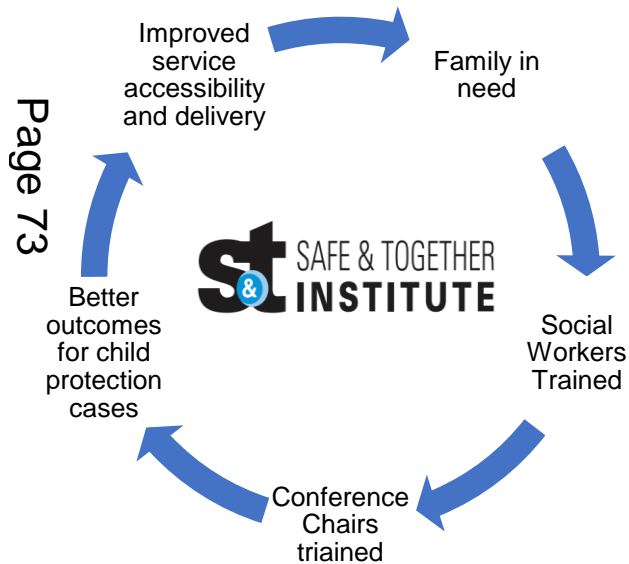 Improved
service
accessibility
and delivery
Family in
need
Social
Workers
Trained
Conference
Chairs
triained
Better
outcomes
for child
protection
cases
s&t SAFE & TOGETHER
INSTITUTE
Page 73